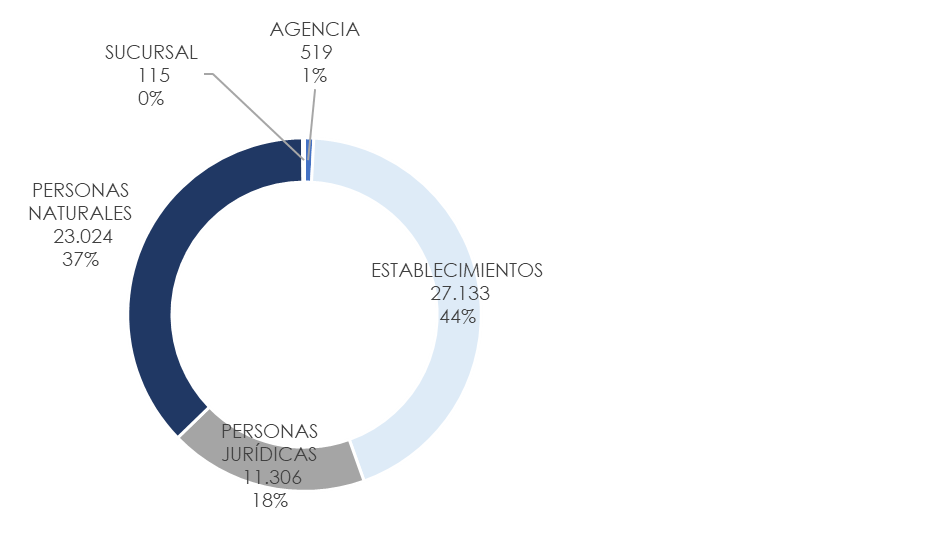 AGENCIA
519
1%
SUCURSAL
115
0%
PERSONAS
NATURALES
23.024
37%
ESTABLECIMIENTOS
27.133
44%
PERSONAS
JURÍDICAS
11.306
18%